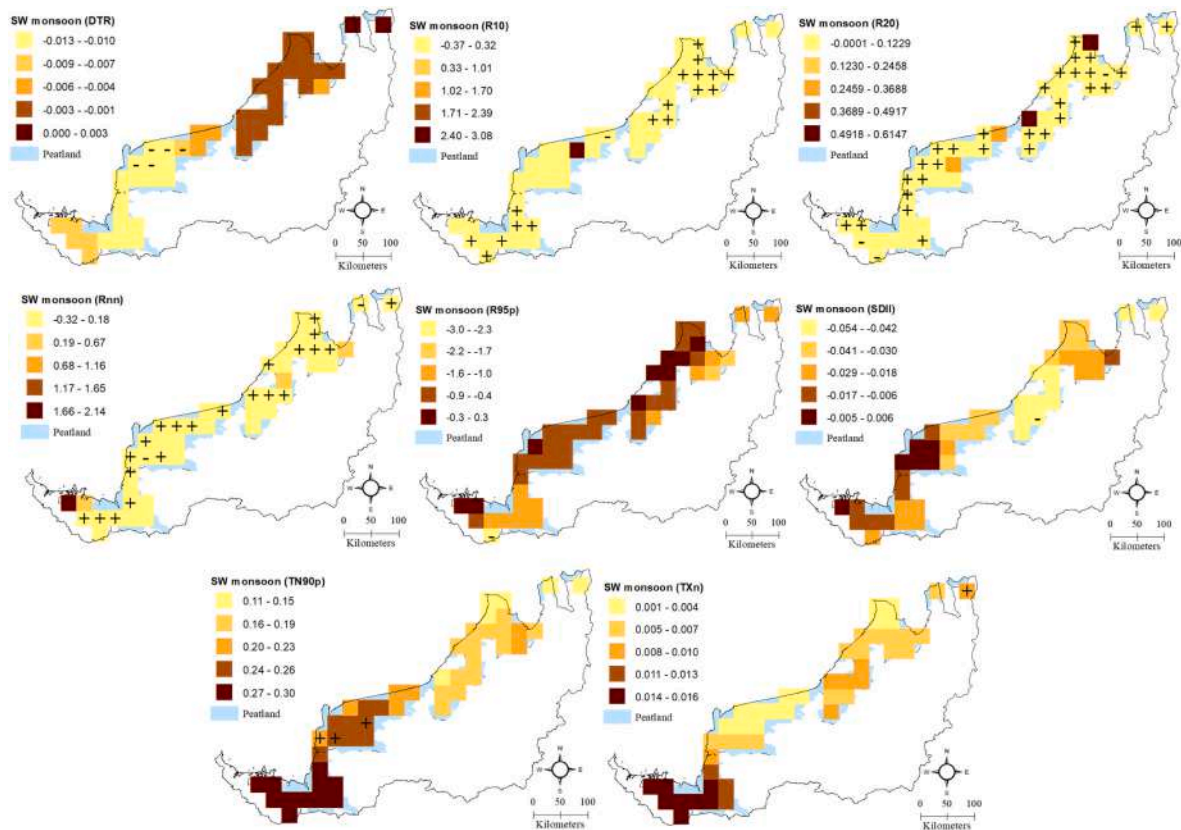 SW monsoon (DTR)
-0.013 - -0.010
-0.009 - -0.007
-0.006 - -0.004
-0.003 - -0.001
0.000 - 0.003
Peatland
N
W E
S
0 50 100
Kilometers
SW monsoon (R10)
-0.37 - 0.32
0.33 - 1.01
1.02 - 1.70
1.71 - 2.39
2.40 - 3.08
Peatland
N
W E
S
0 50 100
Kilometers
SW monsoon (R20)
-0.0001 - 0.1229
0.1230 - 0.2458
0.2459 - 0.3688
0.3689 - 0.4917
0.4918 - 0.6147
Peatland
N
W E
S
0 50 100
Kilometers
SW monsoon (Rnn)
-0.32 - 0.18
0.19 - 0.67
0.68 - 1.16
1.17 - 1.65
1.66 - 2.14
Peatland
N
W E
S
0 50 100
Kilometers
SW monsoon (R95p)
-3.0 - -2.3
-2.2 - -1.7
-1.6 - -1.0
-0.9 - -0.4
-0.3 - 0.3
Peatland
N
W E
S
0 50 100
Kilometers
SW monsoon (SDII)
-0.054 - -0.042
-0.041 - -0.030
-0.029 - -0.018
-0.017 - -0.006
-0.005 - 0.006
Peatland
N
W E
S
0 50 100
Kilometers
SW monsoon (TN90p)
0.11 - 0.15
0.16 - 0.19
0.20 - 0.23
0.24 - 0.26
0.27 - 0.30
Peatland
N
W E
S
0 50 100
Kilometers
SW monsoon (TXn)
0.001 - 0.004
0.005 - 0.007
0.008 - 0.010
0.011 - 0.013
0.014 - 0.016
Peatland
N
W E
S
0 50 100
Kilometers